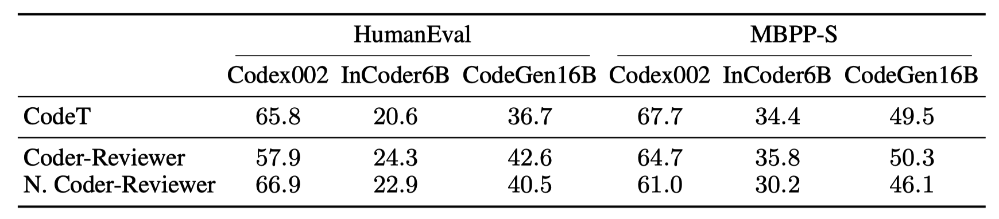 HumanEval MBPP-S
Codex002 InCoder6B CodeGen16B Codex002 InCoder6B CodeGen16B
CodeT 65.8 20.6 36.7 67.7 34.4 49.5
Coder-Reviewer 57.9 24.3 42.6 64.7 35.8 50.3
N. Coder-Reviewer 66.9 22.9 40.5 61.0 30.2 46.1